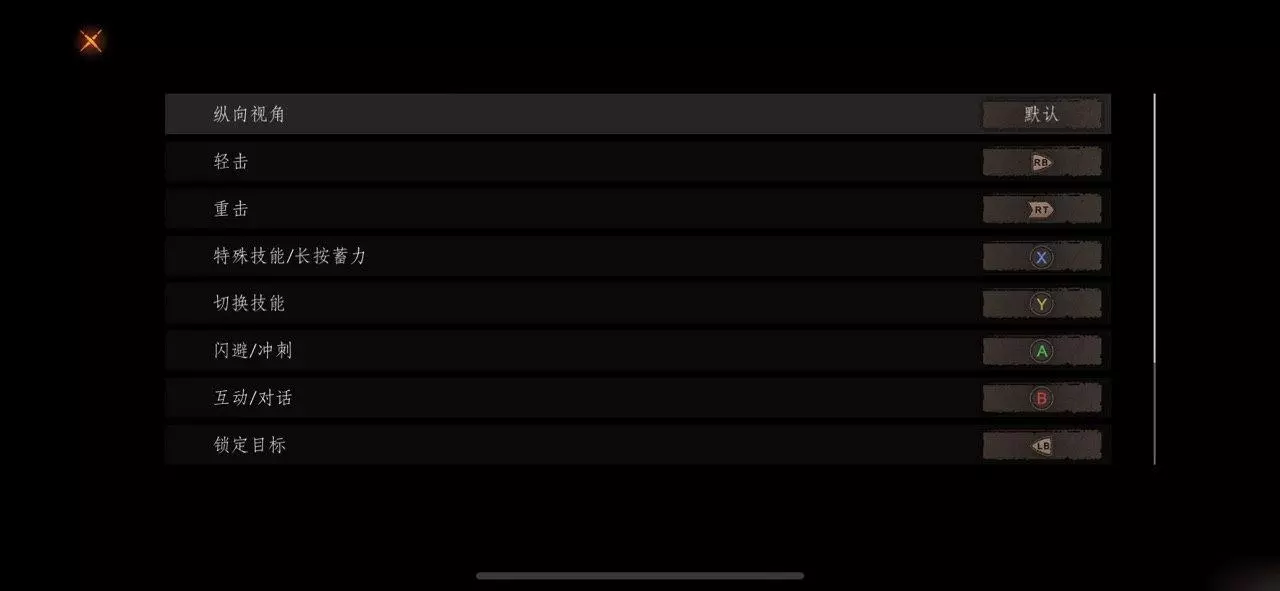 纵向视角 默认
轻击 RB
重击 RT
特殊技能/长按蓄力 X
切换技能 Y
闪避/冲刺 A
互动/对话 B
锁定目标 LB